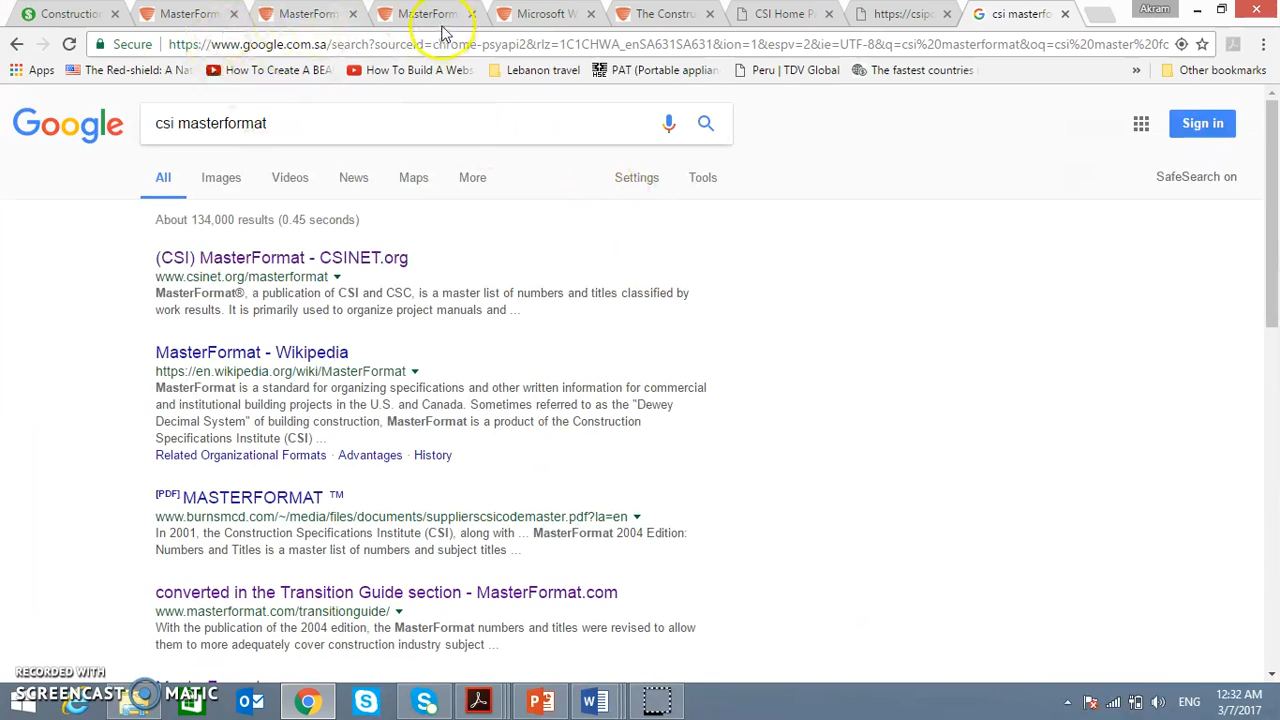 Construction
MasterForm
MasterForm
MasterForm
Microsoft W
The Constru
CSI Home P
https://csipc
csi masterfo
Akram
Secure
https://www.google.com.sa/search?sourceid=chrome-psyapi2&rlz=1C1CHWA_enSA631SA631&ion=1&espv=2&ie=UTF-8&q=csi%20masterformat&oq=csi%20master%20fc
Apps
The Red-shield: a Na
How To Create A BEA
How To Build A Webs
Lebanon travel
PAT (Portable applian
Peru | TDV Global
The fastest countries
»
Other bookmarks
Google
csi masterformat
Sign in
All
Images
Videos
News
Maps
More
Settings
Tools
SafeSearch on
About 134,000 results (0.45 seconds)
(CSI) MasterFormat - CSINET.org
www.csinet.org/masterformat
MasterFormat®, a publication of CSI and CSC, is a master list of numbers and titles classified by
work results. It is primarily used to organize project manuals and ...
MasterFormat - Wikipedia
https://en.wikipedia.org/wiki/MasterFormat
MasterFormat is a standard for organizing specifications and other written information for commercial
and institutional building projects in the U.S. and Canada. Sometimes referred to as the "Dewey
Decimal System" of building construction, MasterFormat is a product of the Construction
Specifications Institute (CSI) ...
Related Organizational Formats · Advantages · History
[PDF] MASTERFORMAT ™
www.burnsmcd.com/~/media/files/documents/supplierscsicodemaster.pdf?la=en
In 2001, the Construction Specifications Institute (CSI), along with ... MasterFormat 2004 Edition:
Numbers and Titles is a master list of numbers and subject titles ...
converted in the Transition Guide section - MasterFormat.com
www.masterformat.com/transitionguide/
With the publication of the 2004 edition, the MasterFormat numbers and titles were revised to allow
them to more adequately cover construction industry subject ...
RECORDED WITH
SCREENCAST MATIC
ENG
12:32 AM
3/7/2017